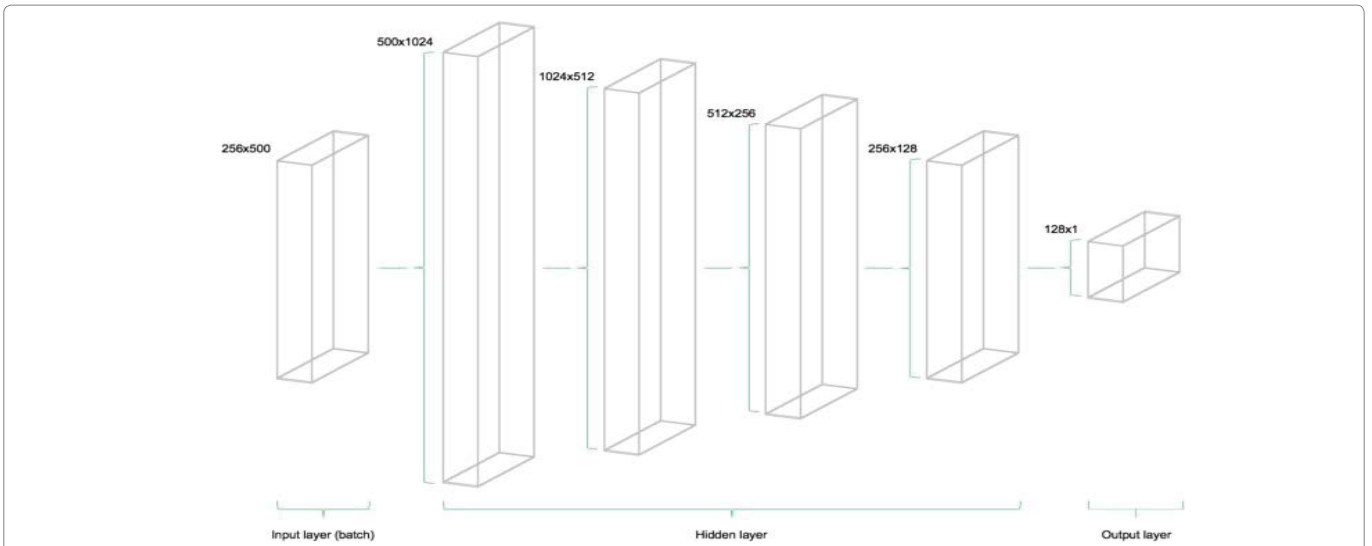 500x1024
1024x512
512x256
256x500
256x128
128x1
Input layer (batch)
Hidden layer
Output layer